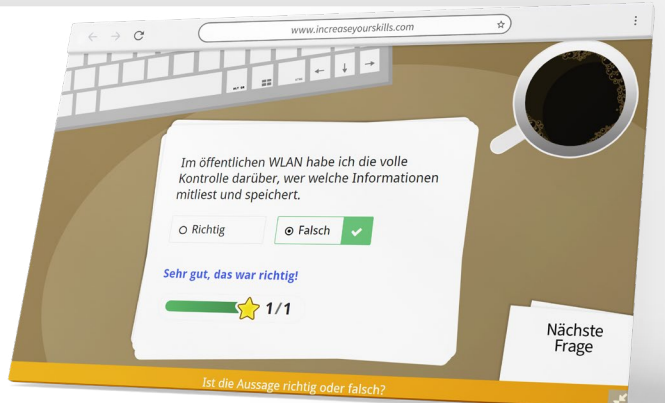 www.increaseyourskills.com
Im öffentlichen WLAN habe ich die volle
Kontrolle darüber, wer welche Informationen
mitliest und speichert.
Richtig
Falsch
Sehr gut, das war richtig!
1/1
Nächste
Frage
Ist die Aussage richtig oder falsch?